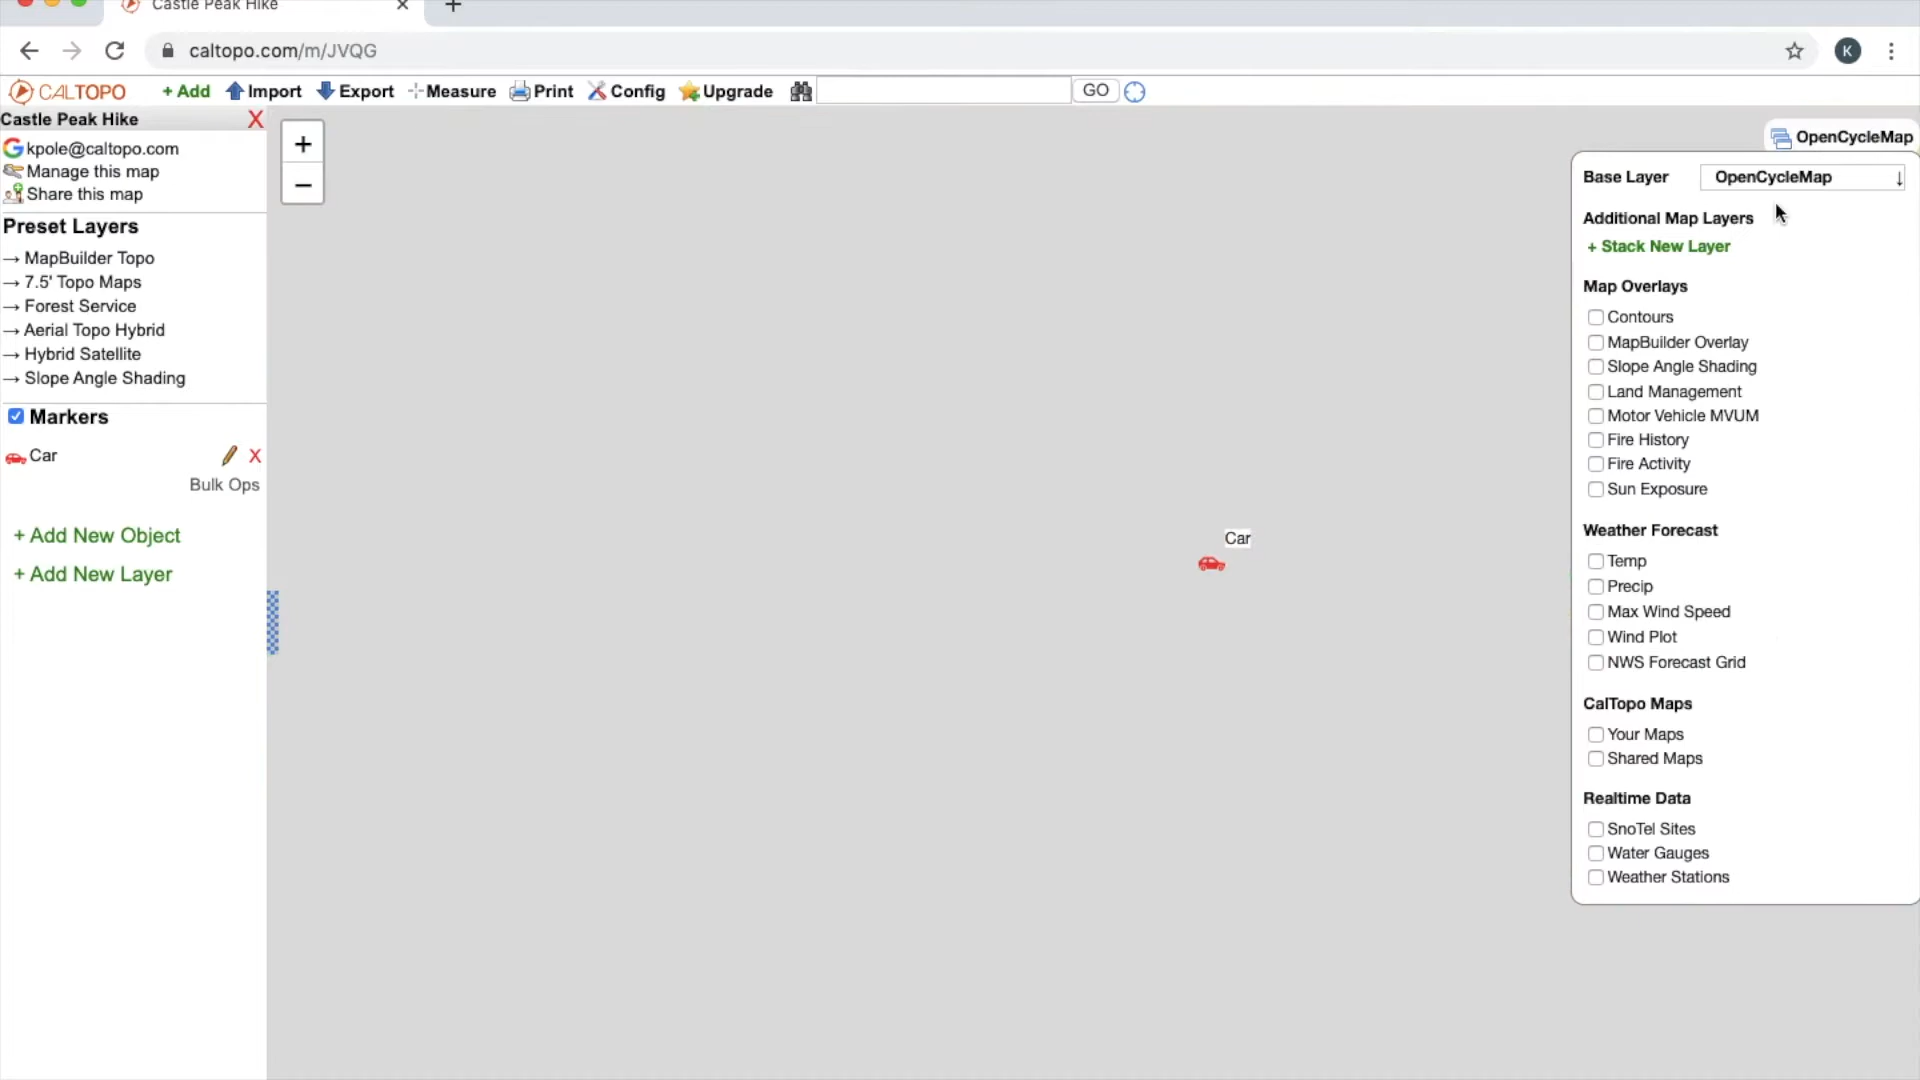 Castle Peak Hike
caltopo.com/m/JVQG
K
CALTOPO
+ Add
Import
Export
Measure
Print
Config
Upgrade
GO
Castle Peak Hike
X
kpole@caltopo.com
Manage this map
Share this map
Preset Layers
→ MapBuilder Topo
→ 7.5' Topo Maps
→ Forest Service
→ Aerial Topo Hybrid
→ Hybrid Satellite
→ Slope Angle Shading
Markers
Car
X
Bulk Ops
+ Add New Object
+ Add New Layer
+
−
Car
OpenCycleMap
Base Layer
OpenCycleMap ↓
Additional Map Layers
+ Stack New Layer
Map Overlays
Contours
MapBuilder Overlay
Slope Angle Shading
Land Management
Motor Vehicle MVUM
Fire History
Fire Activity
Sun Exposure
Weather Forecast
Temp
Precip
Max Wind Speed
Wind Plot
NWS Forecast Grid
CalTopo Maps
Your Maps
Shared Maps
Realtime Data
SnoTel Sites
Water Gauges
Weather Stations